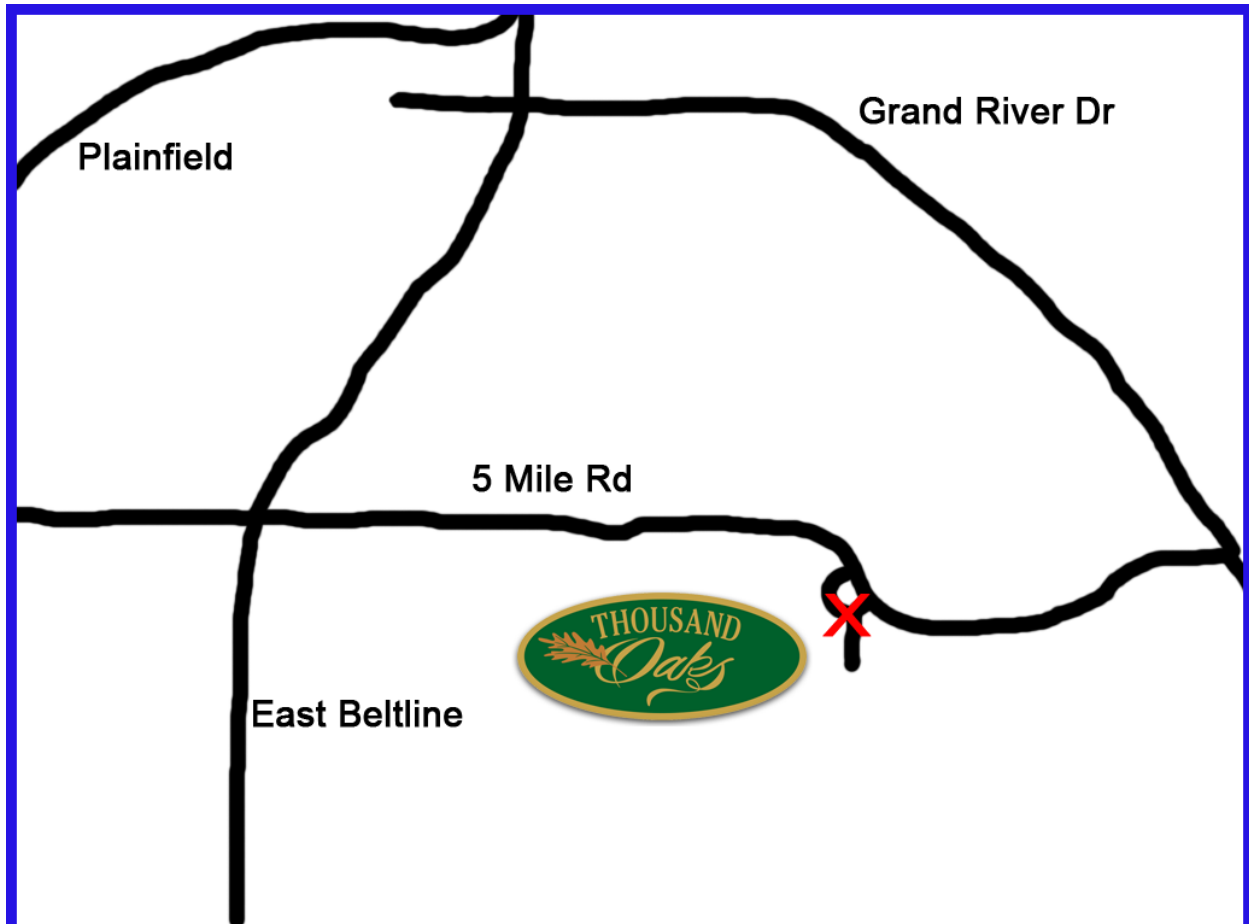 Grand River Dr
Plainfield
5 Mile Rd
THOUSAND
Oaks
East Beltline